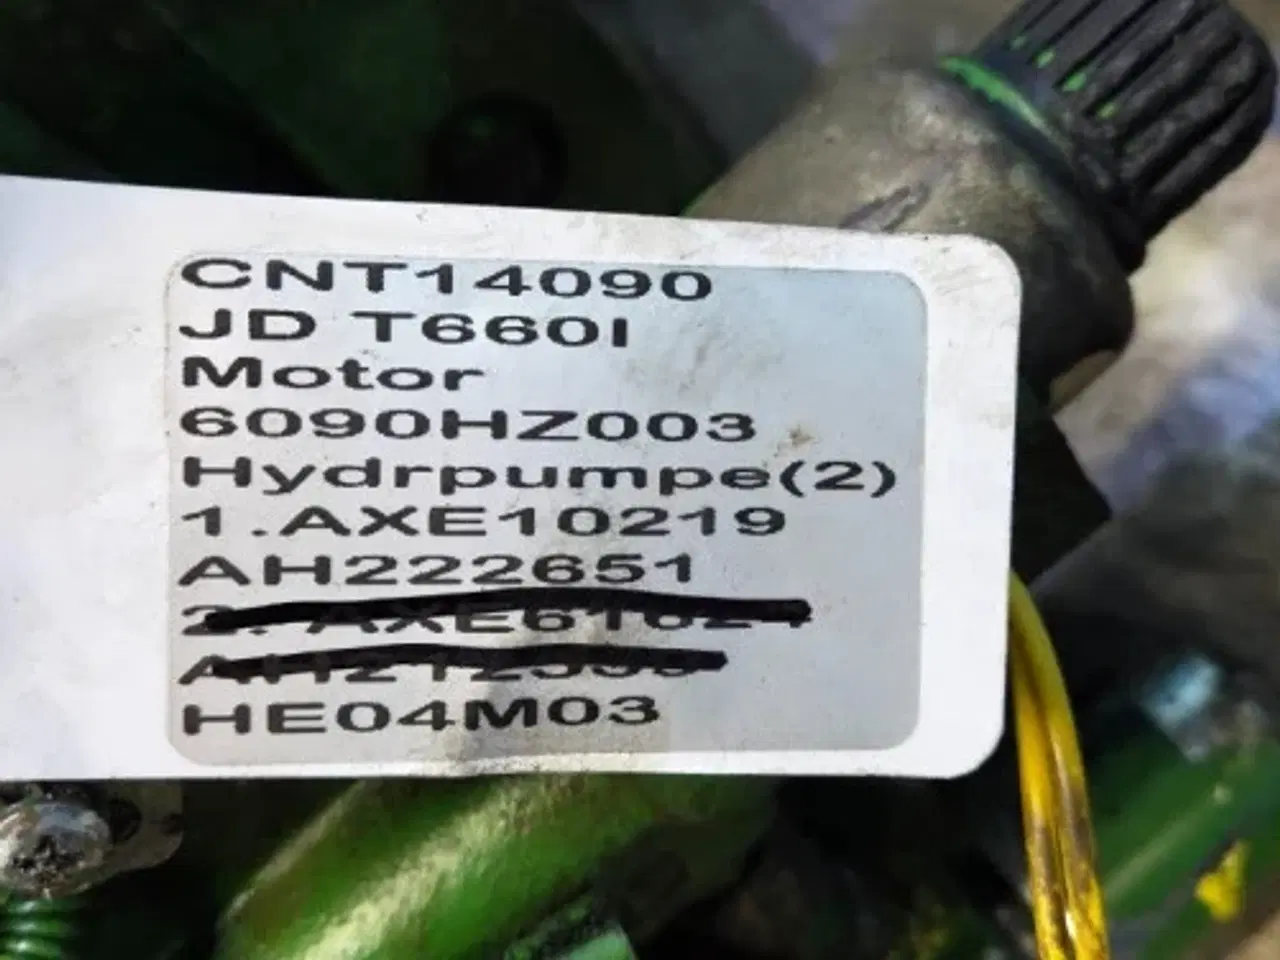 CNT14090
JD T660I
Motor
6090HZ003
Hydrpumpe(2)
1.AXE10219
AH222651
HE04M03